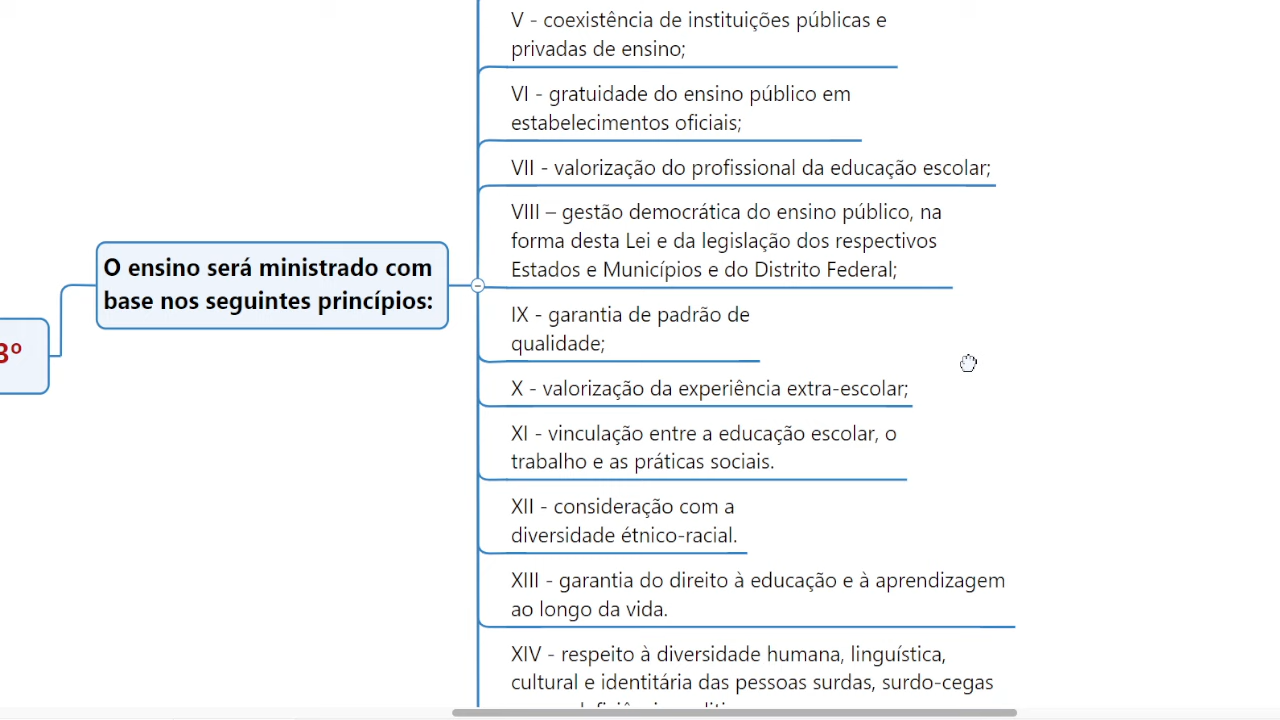 V - coexistência de instituições públicas e
privadas de ensino;
VI - gratuidade do ensino público em
estabelecimentos oficiais;
VII - valorização do profissional da educação escolar;
VIII – gestão democrática do ensino público, na
forma desta Lei e da legislação dos respectivos
Estados e Municípios e do Distrito Federal;
O ensino será ministrado com
base nos seguintes princípios:
3º
IX - garantia de padrão de
qualidade;
X - valorização da experiência extra-escolar;
XI - vinculação entre a educação escolar, o
trabalho e as práticas sociais.
XII - consideração com a
diversidade étnico-racial.
XIII - garantia do direito à educação e à aprendizagem
ao longo da vida.
XIV - respeito à diversidade humana, linguística,
cultural e identitária das pessoas surdas, surdo-cegas